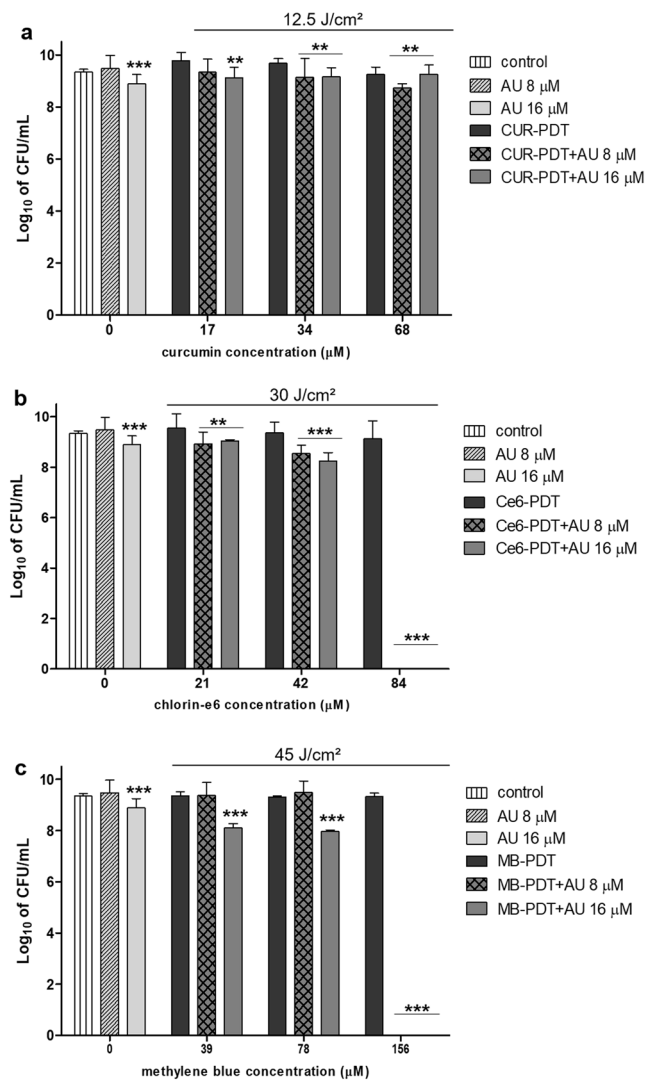 a
12.5 J/cm²
Log10 of CFU/mL
10
8
6
4
2
0
***
**
**
**
0
17
34
68
curcumin concentration (μM)
control
AU 8 μM
AU 16 μM
CUR-PDT
CUR-PDT+AU 8 μM
CUR-PDT+AU 16 μM
b
30 J/cm²
Log10 of CFU/mL
10
8
6
4
2
0
***
**
***
***
0
21
42
84
chlorin-e6 concentration (μM)
control
AU 8 μM
AU 16 μM
Ce6-PDT
Ce6-PDT+AU 8 μM
Ce6-PDT+AU 16 μM
c
45 J/cm²
Log10 of CFU/mL
10
8
6
4
2
0
***
***
***
***
0
39
78
156
methylene blue concentration (μM)
control
AU 8 μM
AU 16 μM
MB-PDT
MB-PDT+AU 8 μM
MB-PDT+AU 16 μM